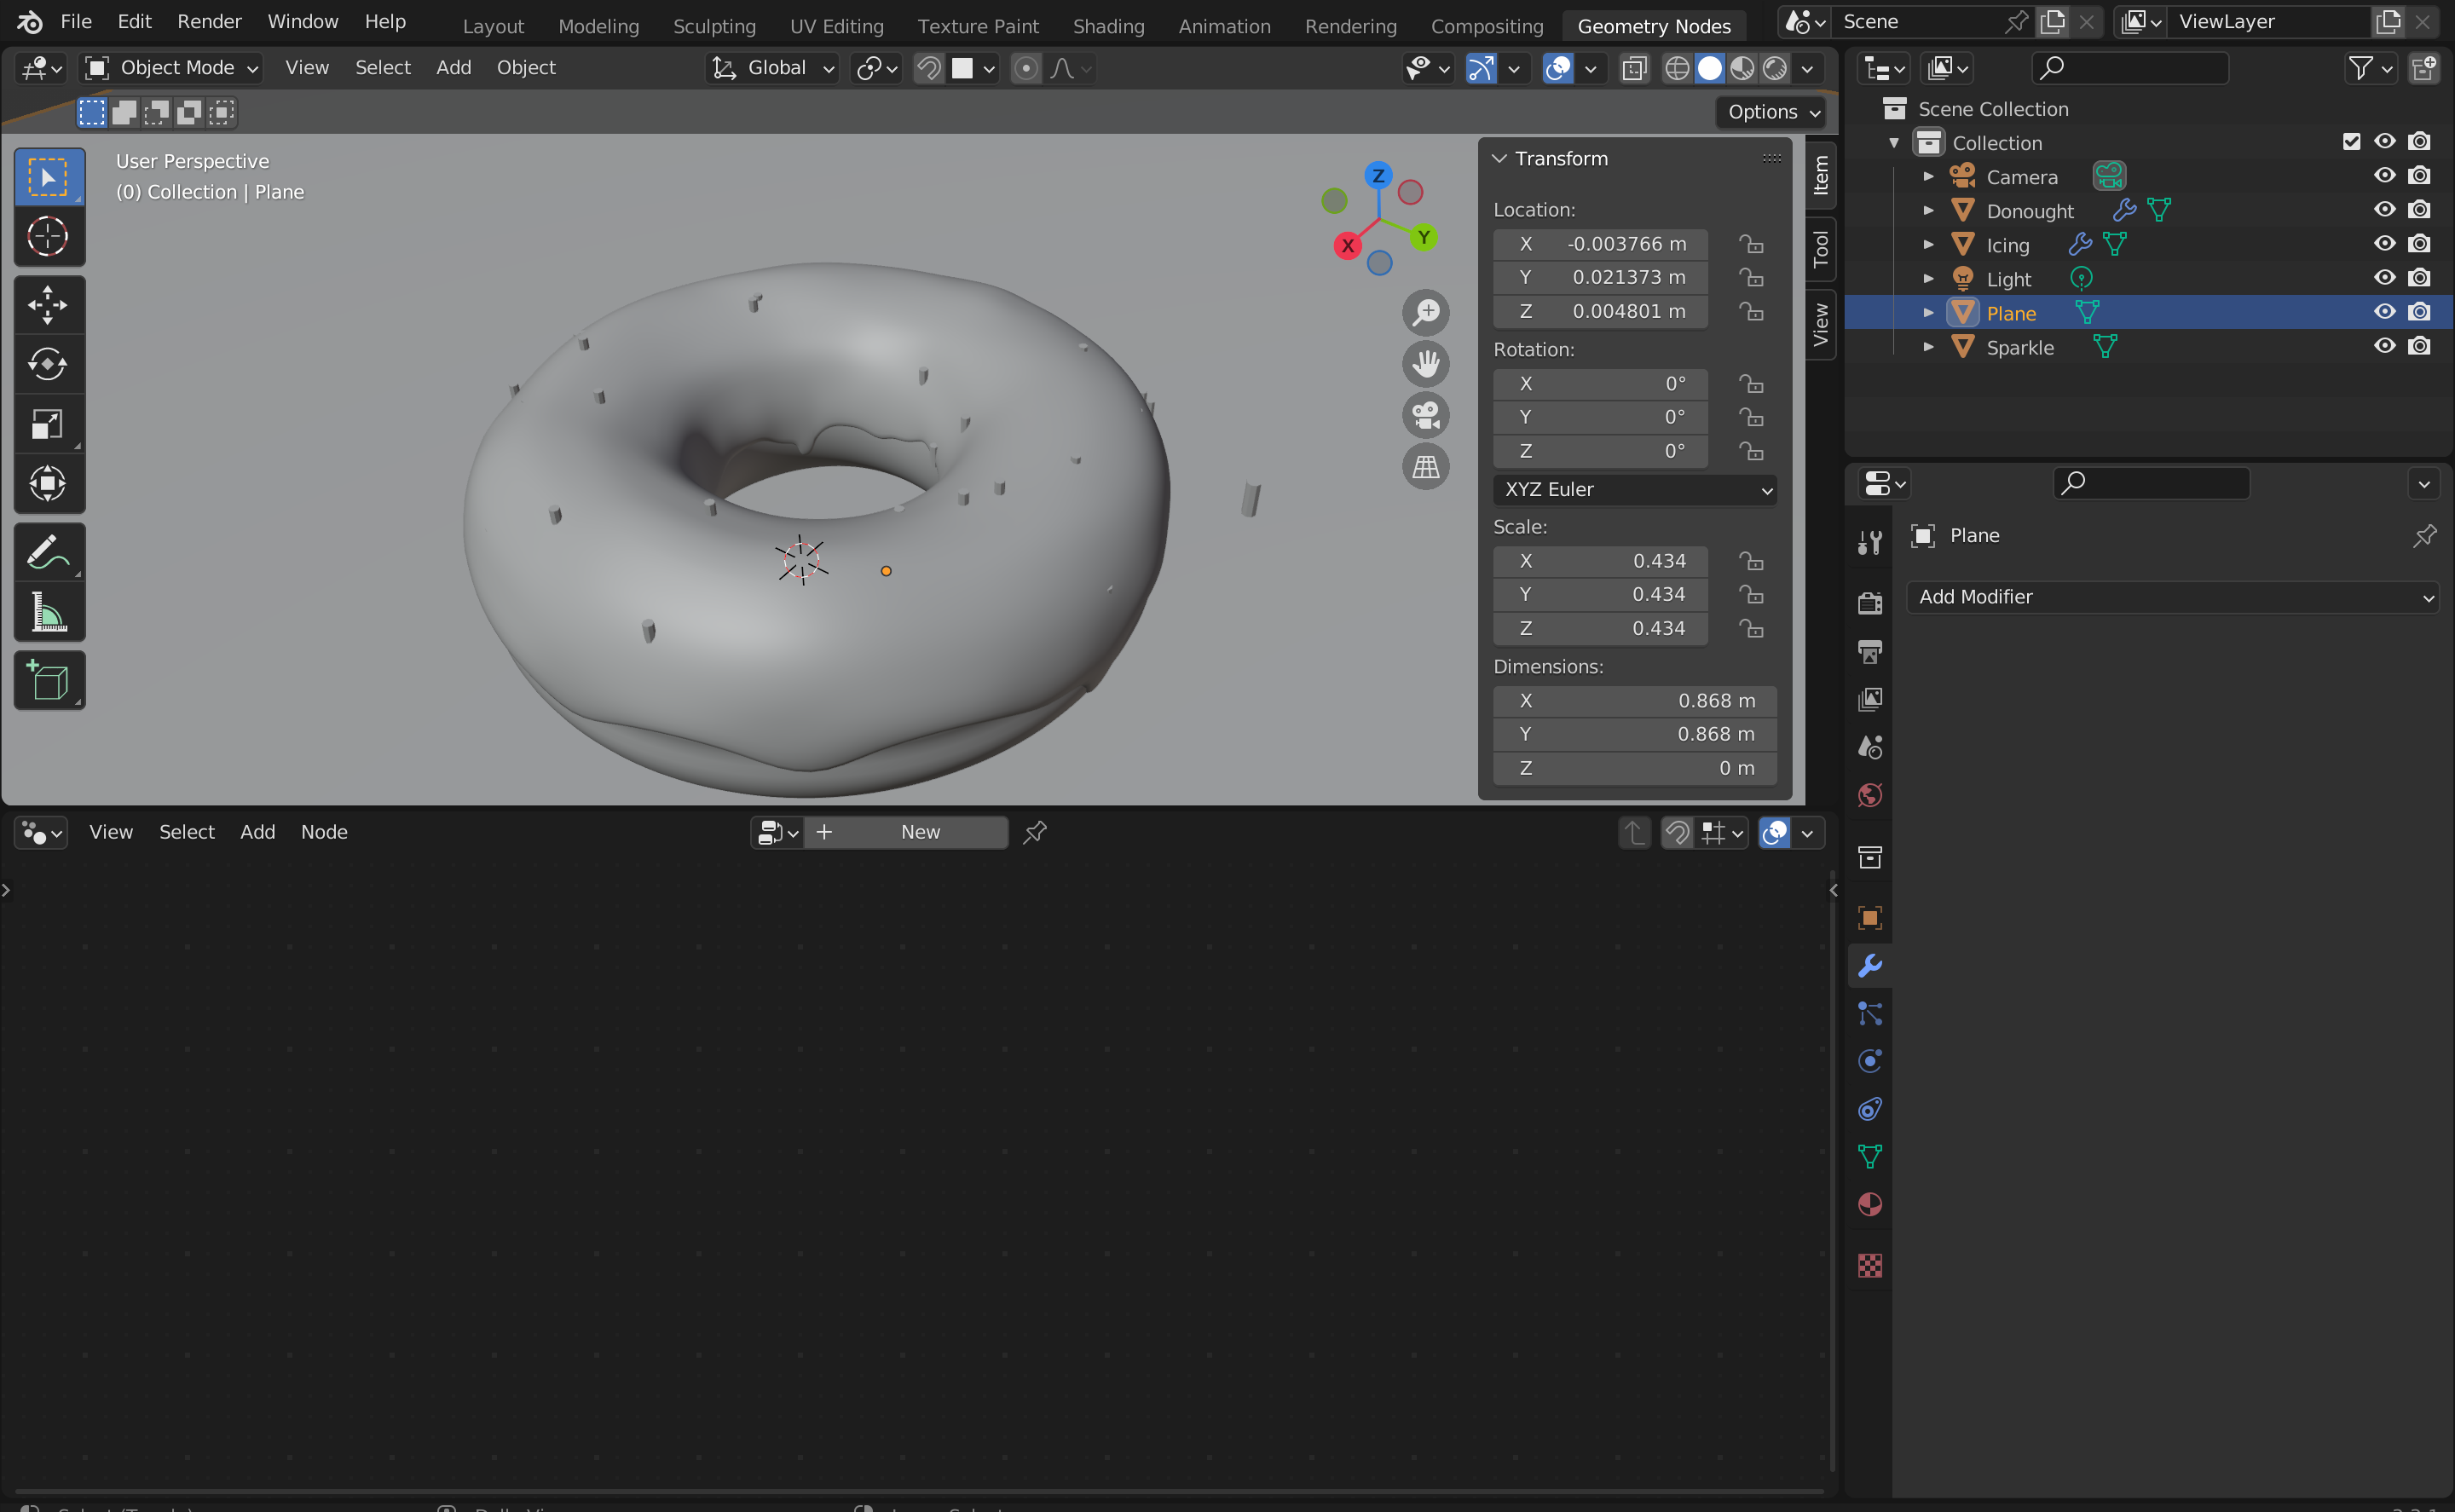 File Edit Render Window Help Layout Modeling Sculpting UV Editing Texture Paint Shading Animation Rendering Compositing Geometry Nodes Scene ViewLayer
Object Mode View Select Add Object Global
Options
User Perspective
(0) Collection | Plane
Z
Y
X
Transform
Location:
X -0.003766 m
Y 0.021373 m
Z 0.004801 m
Rotation:
X 0°
Y 0°
Z 0°
XYZ Euler
Scale:
X 0.434
Y 0.434
Z 0.434
Dimensions:
X 0.868 m
Y 0.868 m
Z 0 m
Item
Tool
View
Scene Collection
Collection
Camera
Donought
Icing
Light
Plane
Sparkle
Plane
Add Modifier
View Select Add Node New